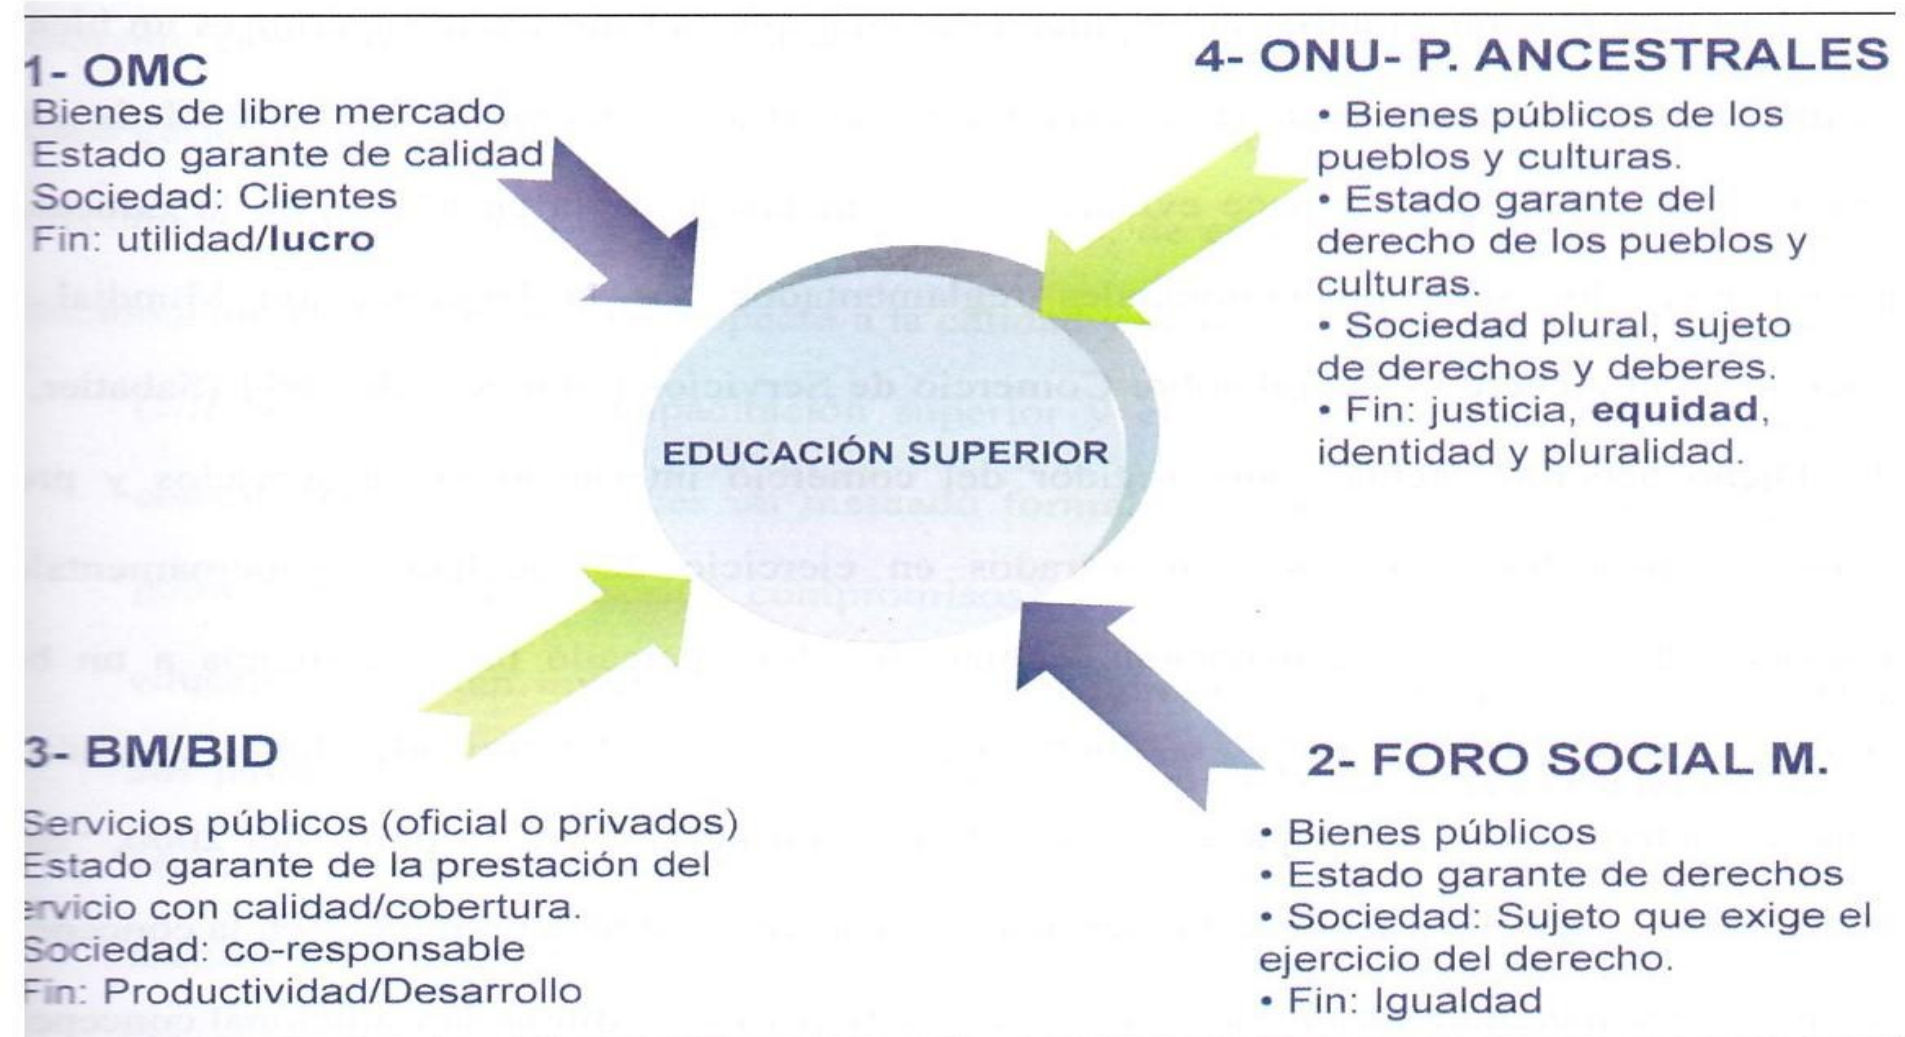 1- OMC
Bienes de libre mercado
Estado garante de calidad
Sociedad: Clientes
Fin: utilidad/lucro
4- ONU- P. ANCESTRALES
• Bienes públicos de los
pueblos y culturas.
• Estado garante del
derecho de los pueblos y
culturas.
• Sociedad plural, sujeto
de derechos y deberes.
• Fin: justicia, equidad,
identidad y pluralidad.
EDUCACIÓN SUPERIOR
3- BM/BID
Servicios públicos (oficial o privados)
Estado garante de la prestación del
ervicio con calidad/cobertura.
Sociedad: co-responsable
Fin: Productividad/Desarrollo
2- FORO SOCIAL M.
• Bienes públicos
• Estado garante de derechos
• Sociedad: Sujeto que exige el
ejercicio del derecho.
• Fin: Igualdad